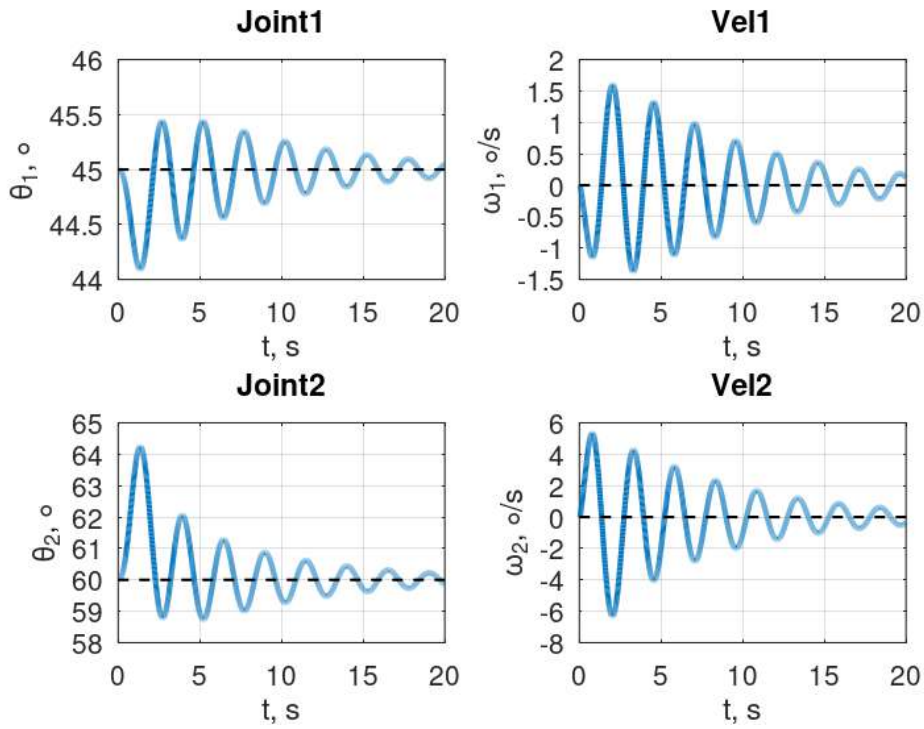 Joint1
46
45.5
45
44.5
44
θ1, °
0 5 10 15 20
t, s
Vel1
2
1.5
1
0.5
0
-0.5
-1
-1.5
ω1, °/s
0 5 10 15 20
t, s
Joint2
65
64
63
62
61
60
59
58
θ2, °
0 5 10 15 20
t, s
Vel2
6
4
2
0
-2
-4
-6
-8
ω2, °/s
0 5 10 15 20
t, s